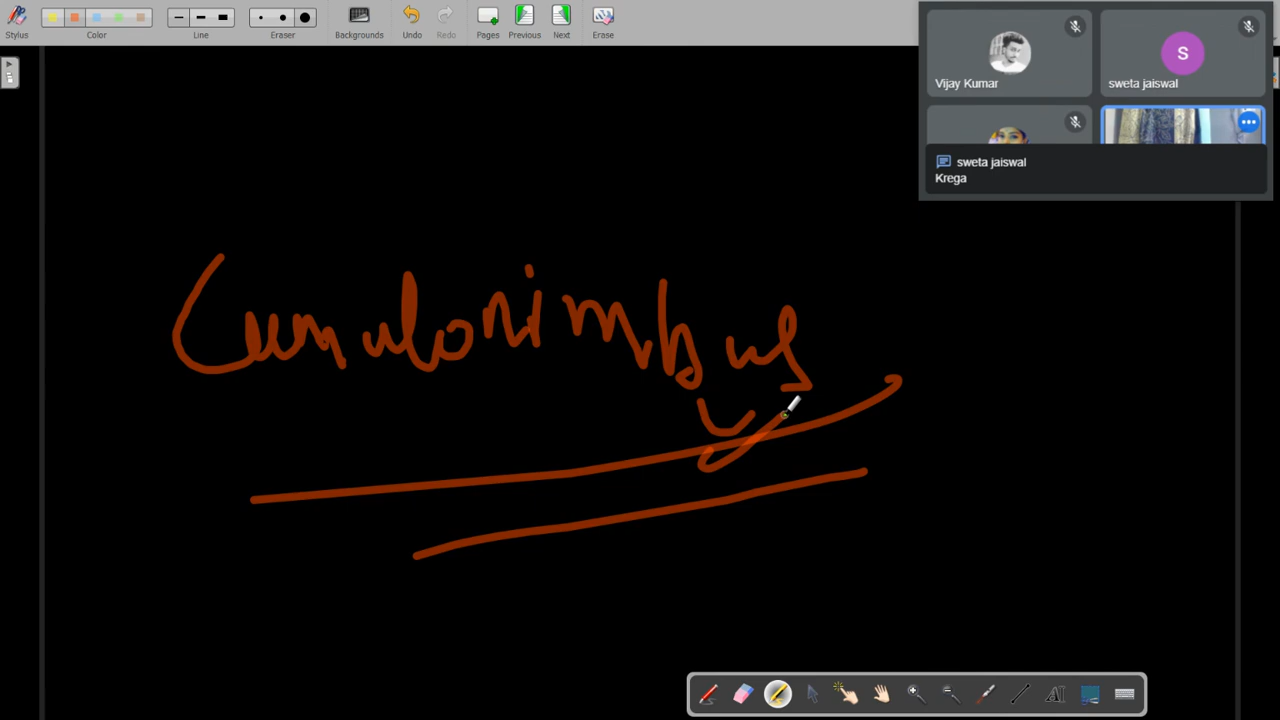 Stylus
Color
Line
Eraser
Backgrounds
Undo
Redo
Pages
Previous
Next
Erase
Vijay Kumar
S
sweta jaiswal
sweta jaiswal
Krega
Cumulonimbus